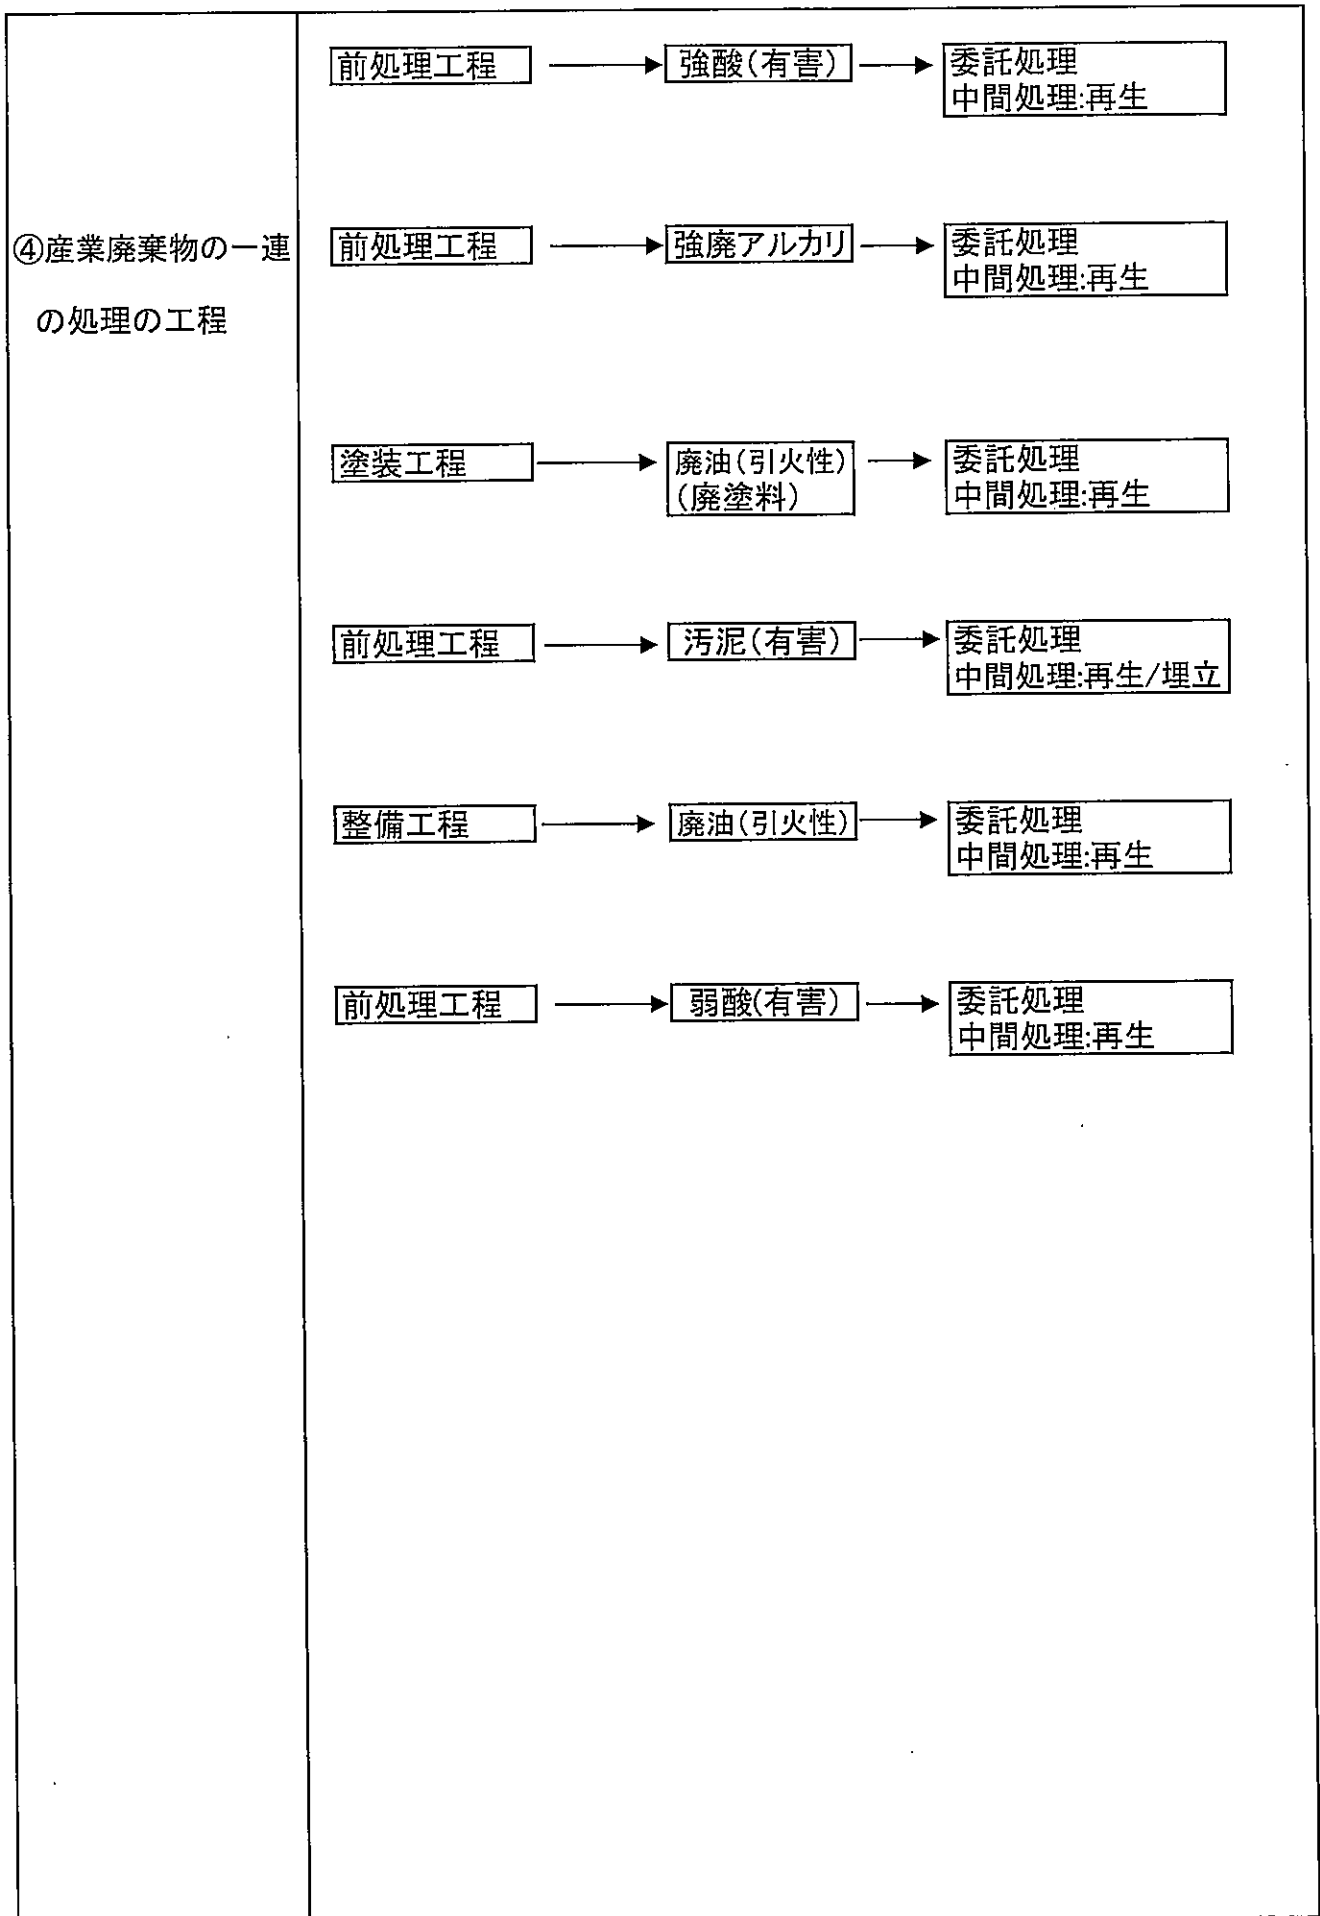 ④産業廃棄物の一連
の処理の工程
前処理工程
強酸(有害)
委託処理
中間処理:再生
前処理工程
強廃アルカリ
委託処理
中間処理:再生
塗装工程
廃油(引火性)
(廃塗料)
委託処理
中間処理:再生
前処理工程
汚泥(有害)
委託処理
中間処理:再生/埋立
整備工程
廃油(引火性)
委託処理
中間処理:再生
前処理工程
弱酸(有害)
委託処理
中間処理:再生